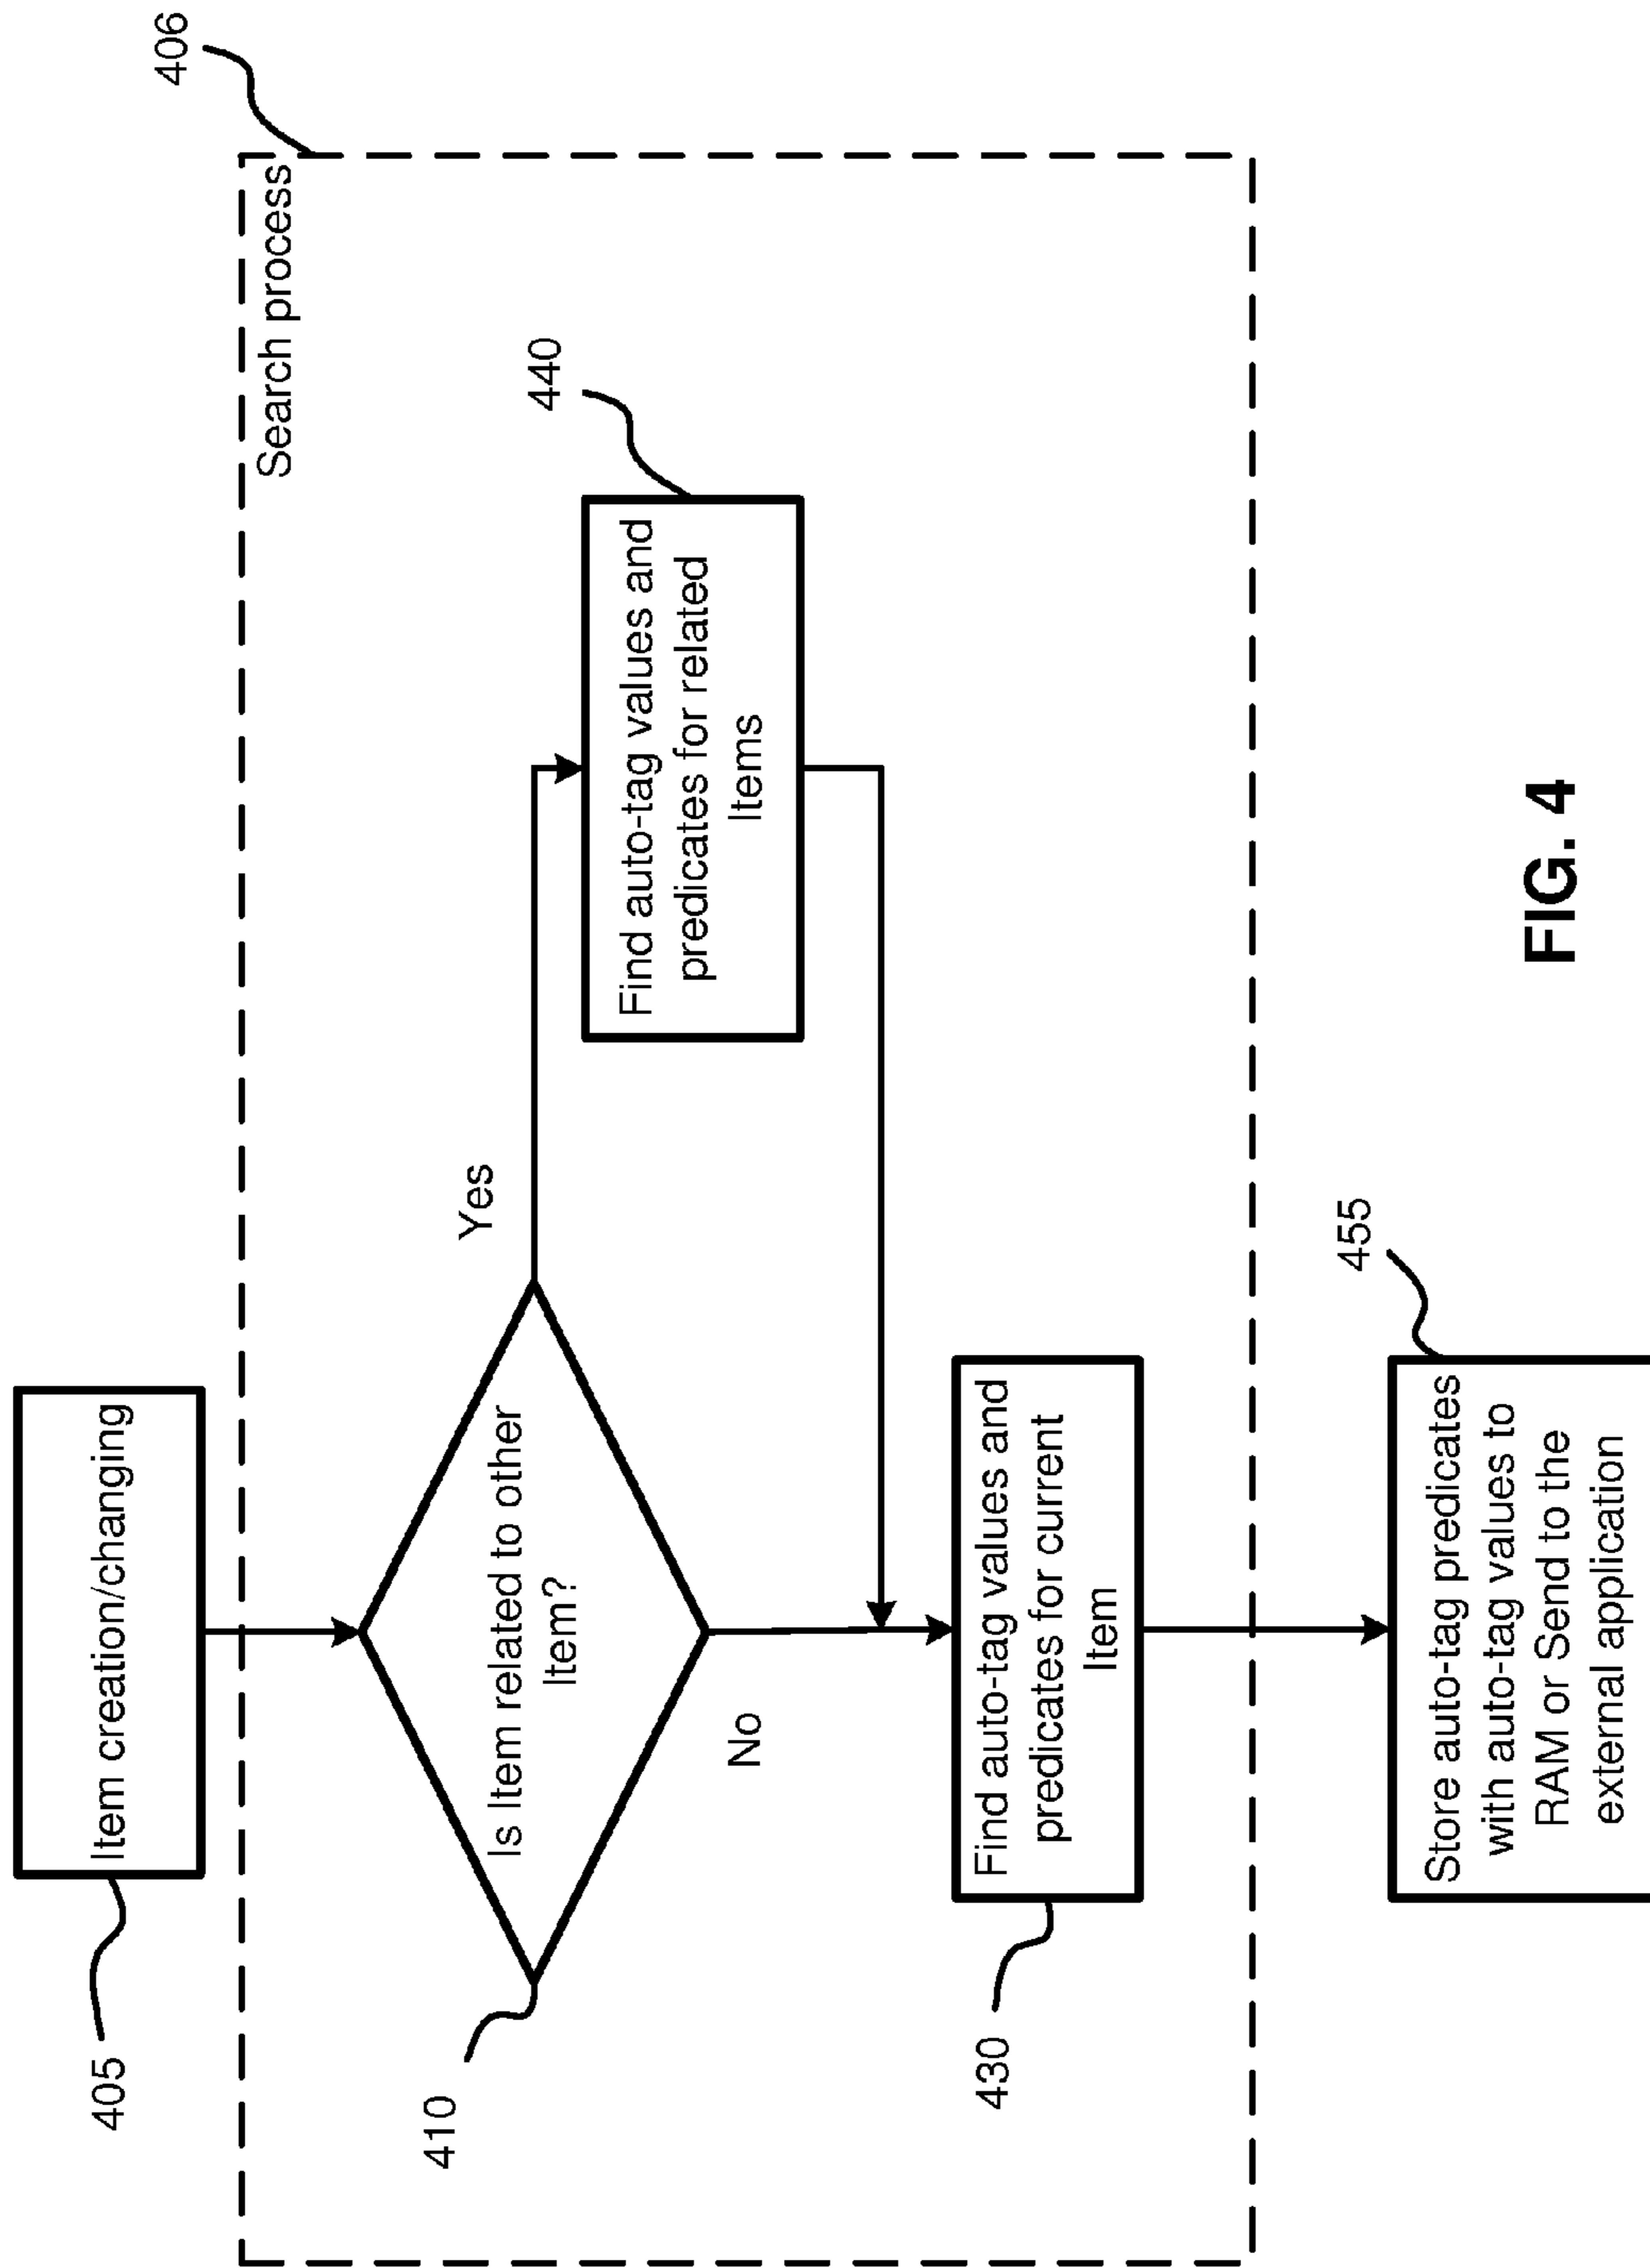 405
Item creation/changing
406
Search process
410
Is Item related to other
Item?
Yes
No
440
Find auto-tag values and
predicates for related
Items
430
Find auto-tag values and
predicates for current
Item
455
Store auto-tag predicates
with auto-tag values to
RAM or Send to the
external application
FIG. 4